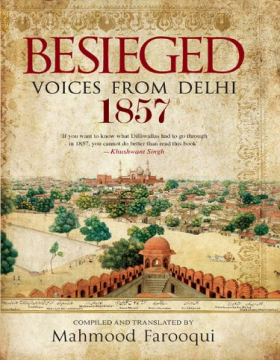 BESIEGED
VOICES FROM DELHI
1857
'If you want to know what Dilliwallas had to go through
in 1857, you cannot do better than read this book'
—Khushwant Singh
COMPILED AND TRANSLATED BY
Mahmood Farooqui